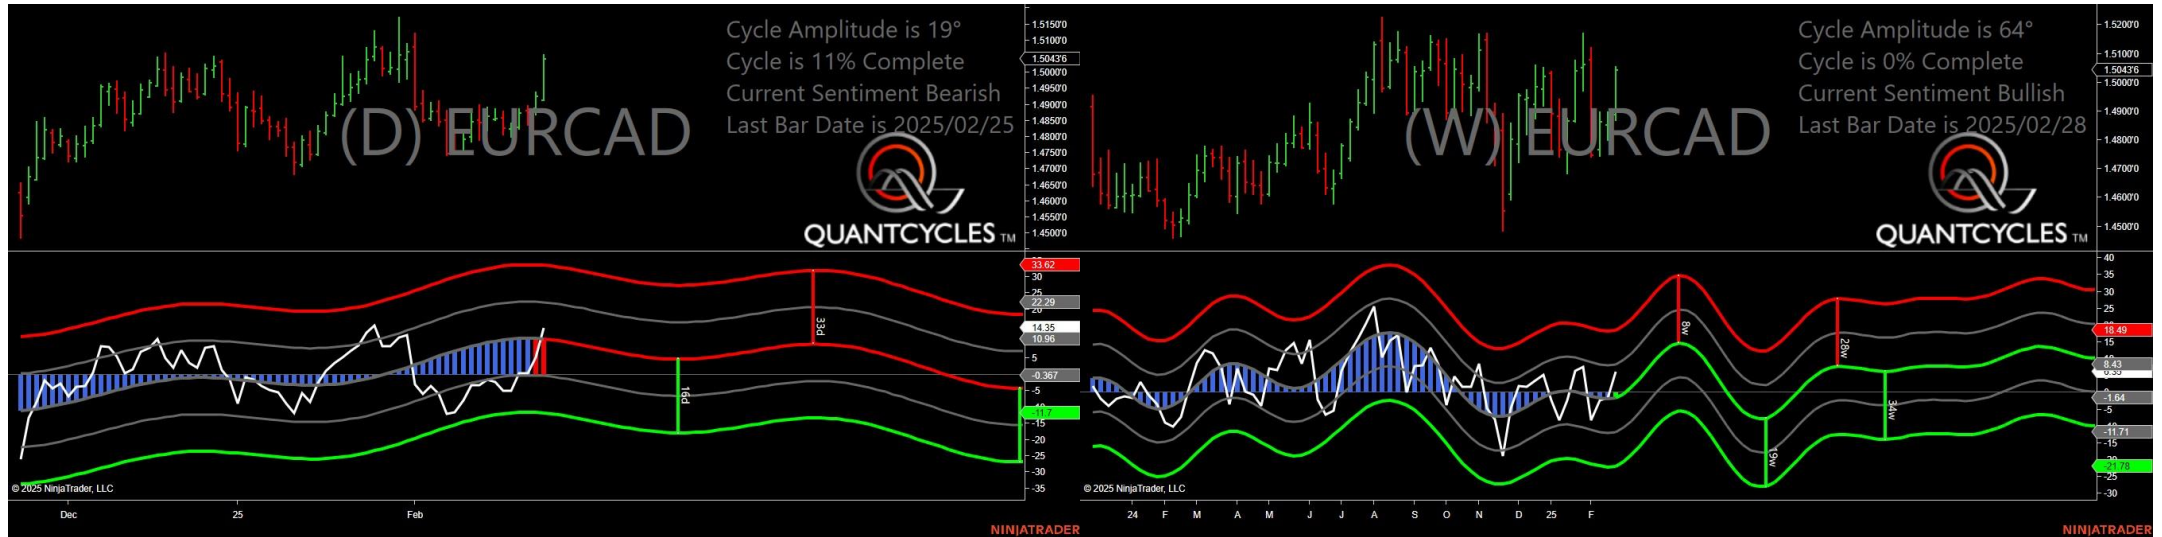 Cycle Amplitude is 19°
Cycle is 11% Complete
Current Sentiment Bearish
Last Bar Date is 2025/02/25
(D) EURCAD
QUANTCYCLES TM
1.5150'0
1.5100'0
1.5043'6
1.5000'0
1.4950'0
1.4900'0
1.4850'0
1.4800'0
1.4750'0
1.4700'0
1.4650'0
1.4600'0
1.4550'0
1.4500'0
33.62
30
25
22.29
20
14.35
10.96
5
-0.367
-5
-11.7
-15
-20
-25
-30
-35
16d
33d
© 2025 NinjaTrader, LLC
Dec 25 Feb
NINJATRADER
Cycle Amplitude is 64°
Cycle is 0% Complete
Current Sentiment Bullish
Last Bar Date is 2025/02/28
(W) EURCAD
QUANTCYCLES TM
1.5200'0
1.5100'0
1.5043'6
1.5000'0
1.4900'0
1.4800'0
1.4700'0
1.4600'0
1.4500'0
40
35
30
25
18.49
15
8.43
-1.64
-5
-11.71
-15
-21.78
-25
-30
8w
19w
28w
34w
© 2025 NinjaTrader, LLC
24 F M A M J J A S O N D 25 F
NINJATRADER